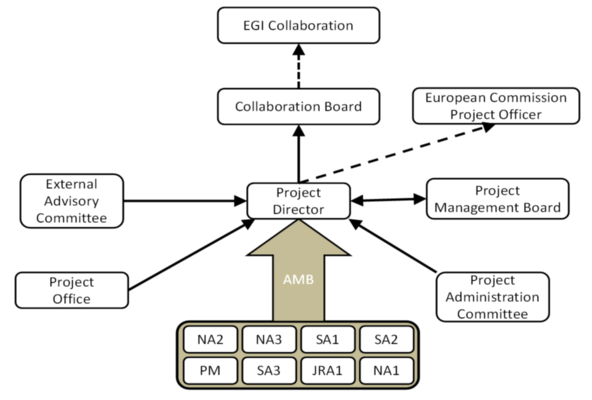 EGI Collaboration
Collaboration Board
European Commission
Project Officer
External
Advisory
Committee
Project
Director
Project
Management Board
Project
Office
AMB
Project
Administration
Committee
NA2
NA3
SA1
SA2
PM
SA3
JRA1
NA1